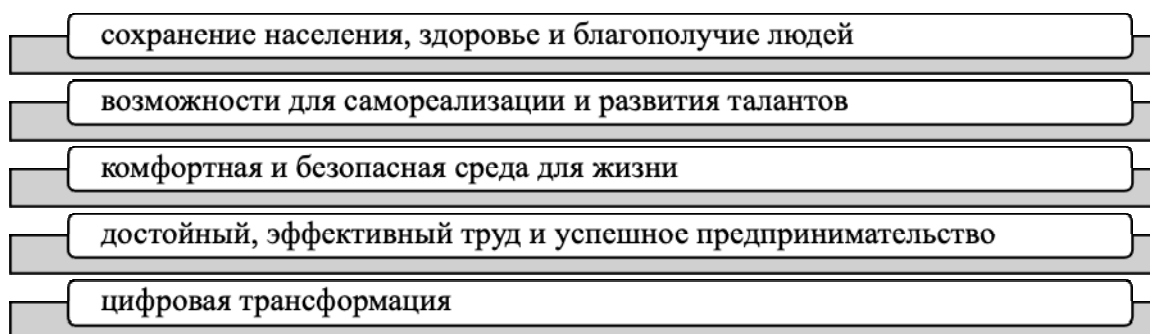 сохранение населения, здоровье и благополучие людей
возможности для самореализации и развития талантов
комфортная и безопасная среда для жизни
достойный, эффективный труд и успешное предпринимательство
цифровая трансформация